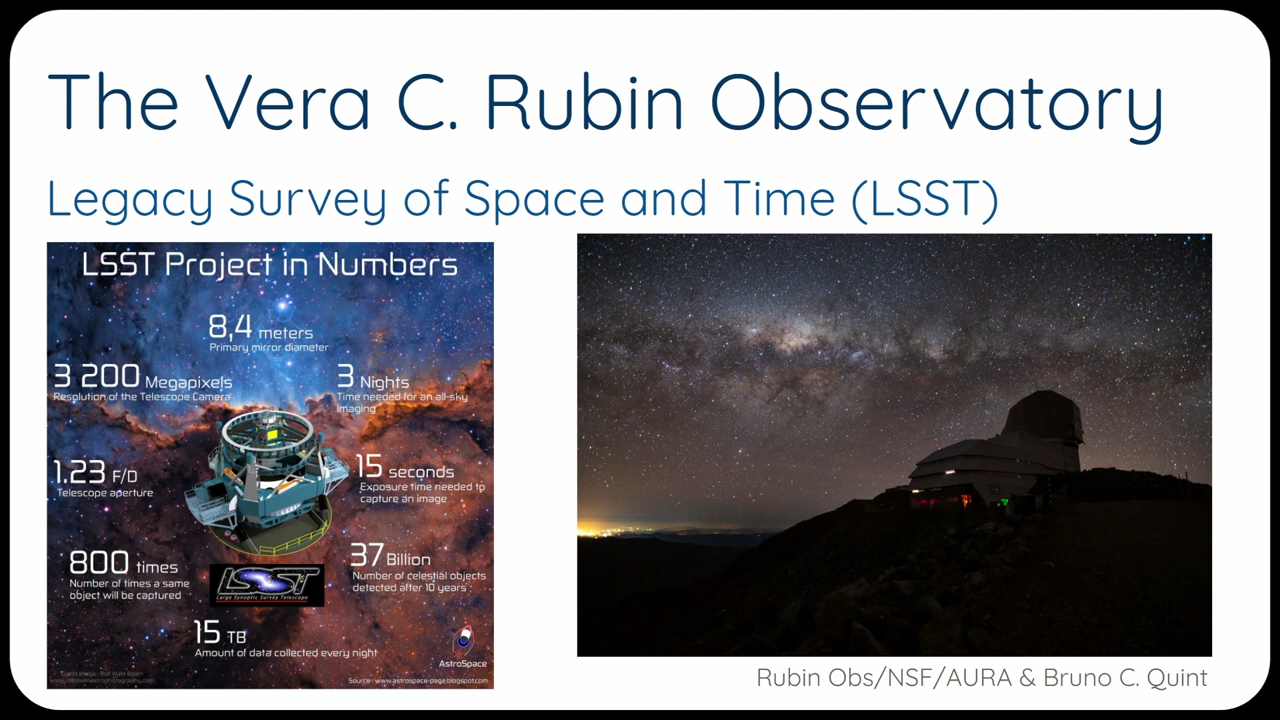 The Vera C. Rubin Observatory
Legacy Survey of Space and Time (LSST)
LSST Project in Numbers
8,4 meters
Primary mirror diameter
3 200 Megapixels
Resolution of the Telescope Camera
3 Nights
Time needed for an all-sky
imaging
1.23 F/D
Telescope aperture
15 seconds
Exposure time needed to
capture an image
800 times
Number of times a same
object will be captured
37 Billion
Number of celestial objects
detected after 10 years
LSST
Large Synoptic Survey Telescope
15 TB
Amount of data collected every night
AstroSpace
Source : www.astrospace-page.blogspot.com
Rubin Obs/NSF/AURA & Bruno C. Quint